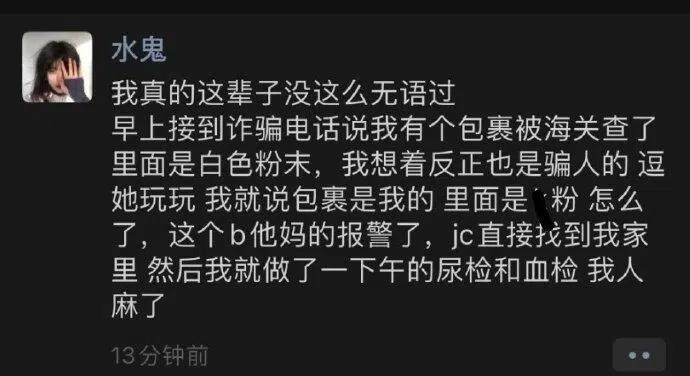 水鬼
我真的这辈子没这么无语过
早上接到诈骗电话说我有个包裹被海关查了
里面是白色粉末，我想着反正也是骗人的 逗
她玩玩 我就说包裹是我的 里面是 粉 怎么
了，这个b他妈的报警了，jc直接找到我家
里 然后我就做了一下午的尿检和血检 我人
麻了
13分钟前